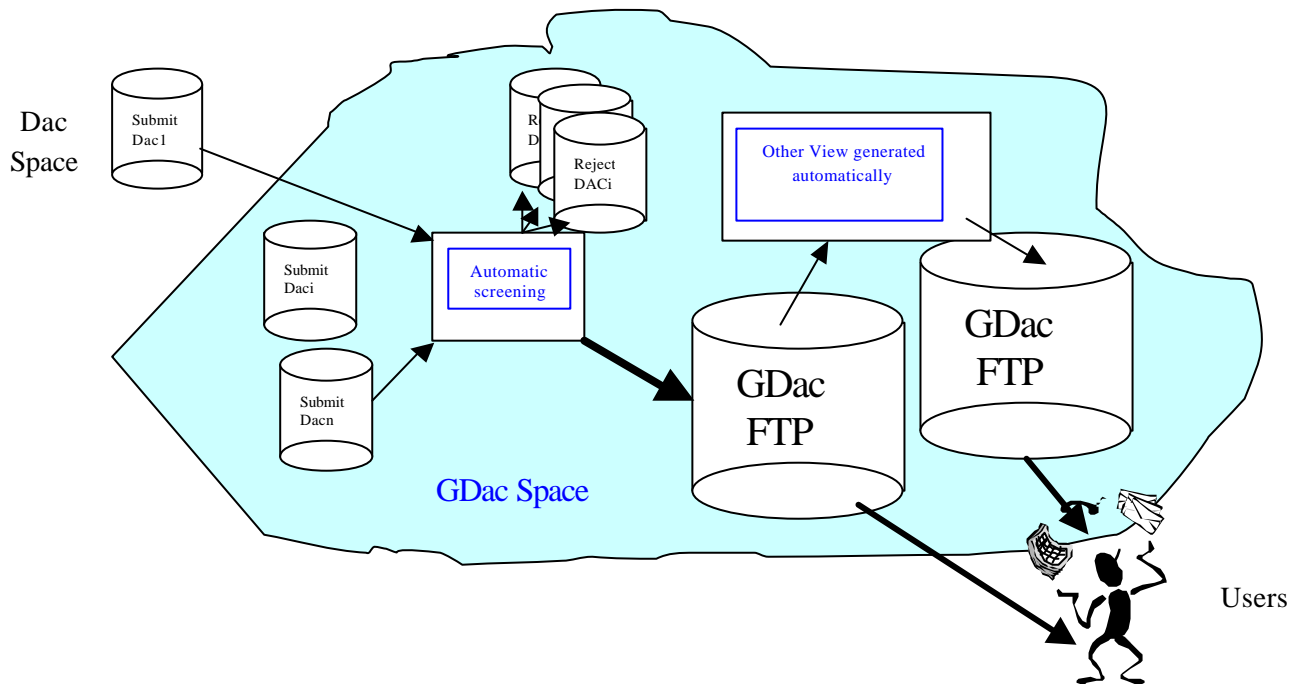 Dac
Space
Submit
Dac1
Submit
Daci
Submit
Dacn
Reject
DACi
Automatic
screening
Other View generated
automatically
GDac
FTP
GDac
FTP
GDac Space
Users